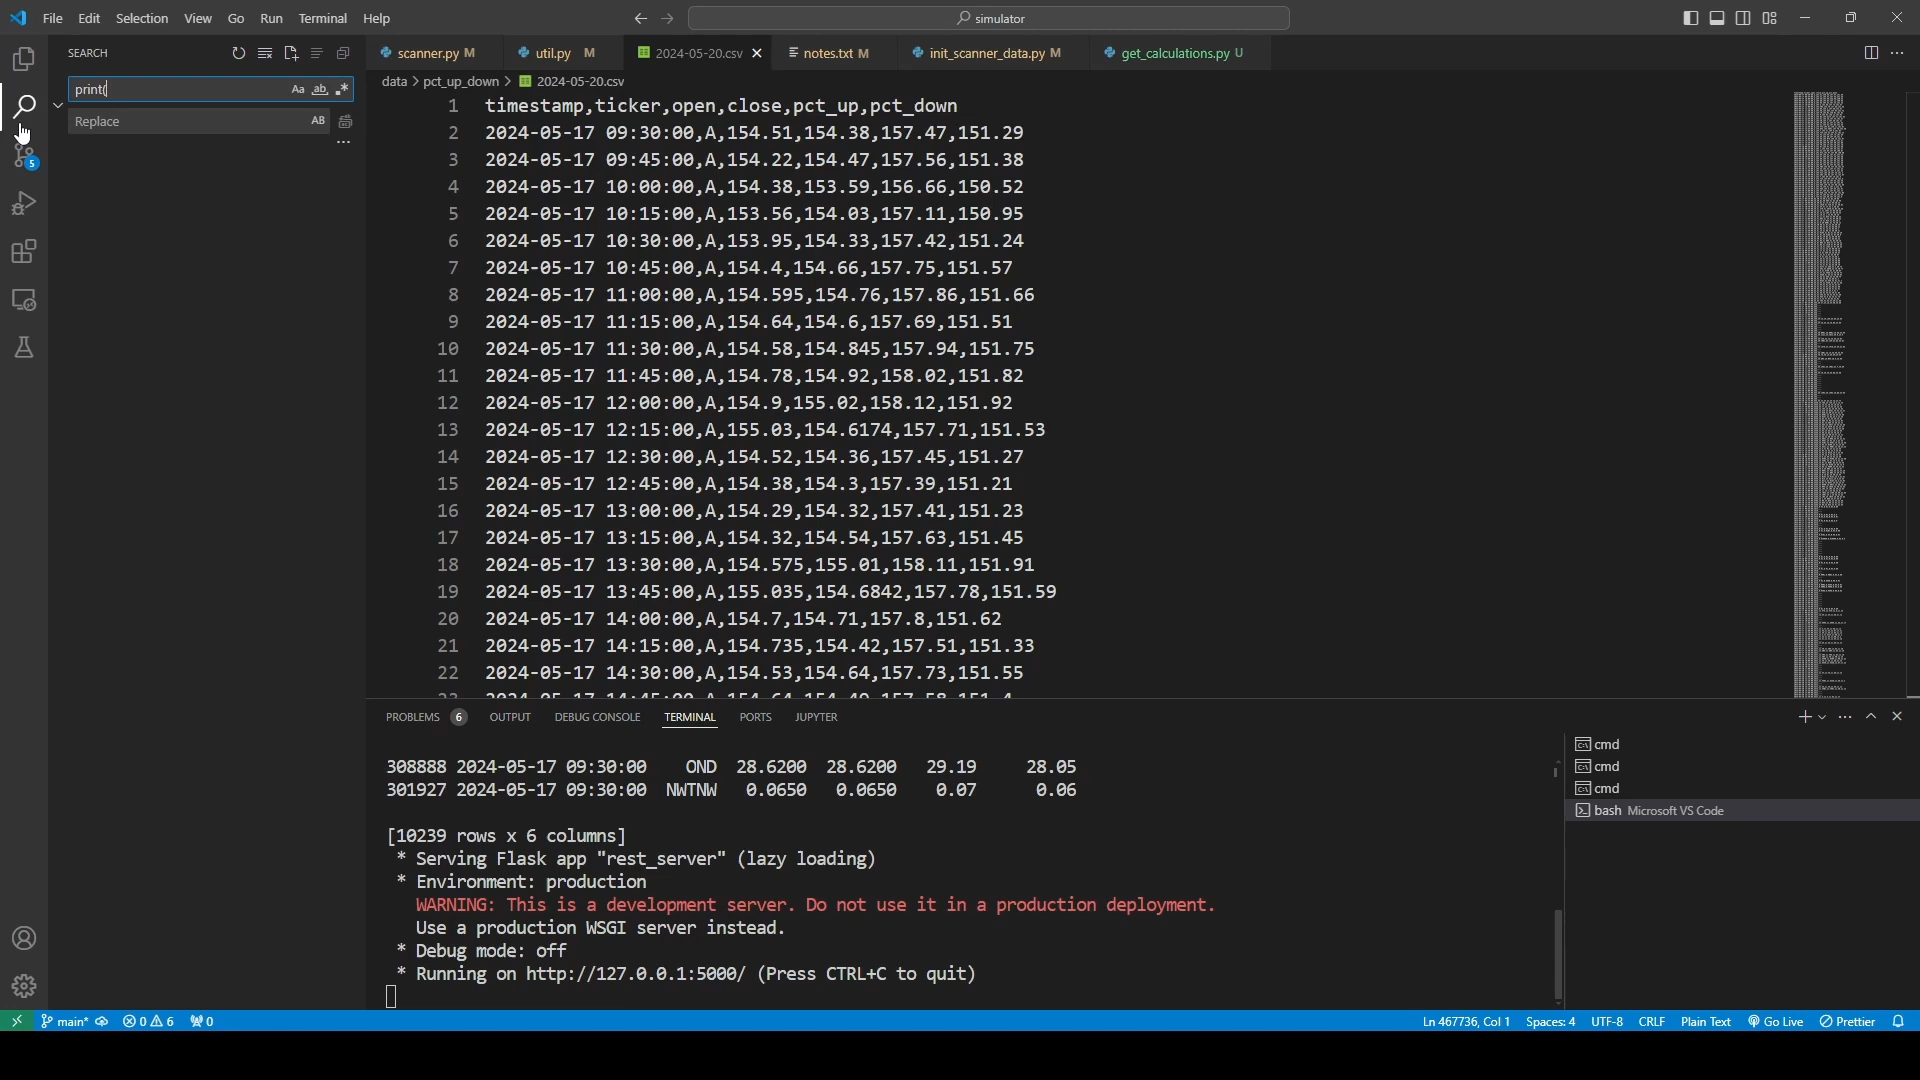 File Edit Selection View Go Run Terminal Help
simulator
SEARCH
print(
Aa ab .*
Replace
AB
5
scanner.py M
util.py M
2024-05-20.csv
notes.txt M
init_scanner_data.py M
get_calculations.py U
data > pct_up_down > 2024-05-20.csv
1 timestamp,ticker,open,close,pct_up,pct_down
2 2024-05-17 09:30:00,A,154.51,154.38,157.47,151.29
3 2024-05-17 09:45:00,A,154.22,154.47,157.56,151.38
4 2024-05-17 10:00:00,A,154.38,153.59,156.66,150.52
5 2024-05-17 10:15:00,A,153.56,154.03,157.11,150.95
6 2024-05-17 10:30:00,A,153.95,154.33,157.42,151.24
7 2024-05-17 10:45:00,A,154.4,154.66,157.75,151.57
8 2024-05-17 11:00:00,A,154.595,154.76,157.86,151.66
9 2024-05-17 11:15:00,A,154.64,154.6,157.69,151.51
10 2024-05-17 11:30:00,A,154.58,154.845,157.94,151.75
11 2024-05-17 11:45:00,A,154.78,154.92,158.02,151.82
12 2024-05-17 12:00:00,A,154.9,155.02,158.12,151.92
13 2024-05-17 12:15:00,A,155.03,154.6174,157.71,151.53
14 2024-05-17 12:30:00,A,154.52,154.36,157.45,151.27
15 2024-05-17 12:45:00,A,154.38,154.3,157.39,151.21
16 2024-05-17 13:00:00,A,154.29,154.32,157.41,151.23
17 2024-05-17 13:15:00,A,154.32,154.54,157.63,151.45
18 2024-05-17 13:30:00,A,154.575,155.01,158.11,151.91
19 2024-05-17 13:45:00,A,155.035,154.6842,157.78,151.59
20 2024-05-17 14:00:00,A,154.7,154.71,157.8,151.62
21 2024-05-17 14:15:00,A,154.735,154.42,157.51,151.33
22 2024-05-17 14:30:00,A,154.53,154.64,157.73,151.55
PROBLEMS 6 OUTPUT DEBUG CONSOLE TERMINAL PORTS JUPYTER
308888 2024-05-17 09:30:00 OND 28.6200 28.6200 29.19 28.05
301927 2024-05-17 09:30:00 NWTNW 0.0650 0.0650 0.07 0.06
[10239 rows x 6 columns]
* Serving Flask app "rest_server" (lazy loading)
* Environment: production
WARNING: This is a development server. Do not use it in a production deployment.
Use a production WSGI server instead.
* Debug mode: off
* Running on http://127.0.0.1:5000/ (Press CTRL+C to quit)
cmd
cmd
cmd
bash Microsoft VS Code
main* 0 6 0
Ln 467736, Col 1 Spaces: 4 UTF-8 CRLF Plain Text Go Live Prettier